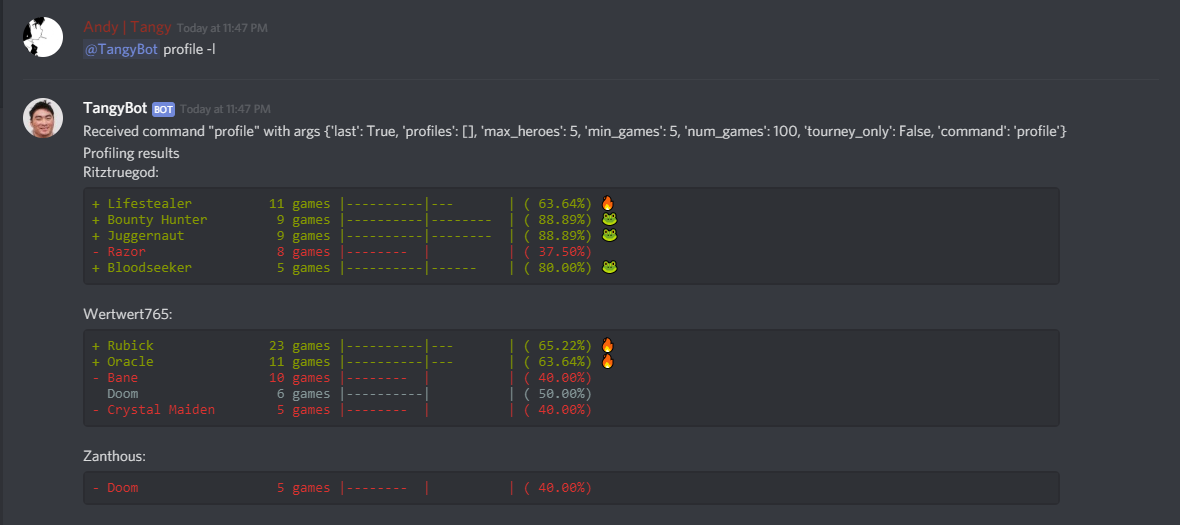 Andy | Tangy Today at 11:47 PM
@TangyBot profile -l
TangyBot BOT Today at 11:47 PM
Received command "profile" with args {'last': True, 'profiles': [], 'max_heroes': 5, 'min_games': 5, 'num_games': 100, 'tourney_only': False, 'command': 'profile'}
Profiling results
Ritztruegod:
+ Lifestealer          11 games |----------|---       | ( 63.64%) 🔥
+ Bounty Hunter         9 games |----------|--------  | ( 88.89%) 🐸
+ Juggernaut            9 games |----------|--------  | ( 88.89%) 🐸
- Razor                 8 games |--------  |          | ( 37.50%)
+ Bloodseeker           5 games |----------|------    | ( 80.00%) 🐸
Wertwert765:
+ Rubick               23 games |----------|---       | ( 65.22%) 🔥
+ Oracle               11 games |----------|---       | ( 63.64%) 🔥
- Bane                 10 games |--------  |          | ( 40.00%)
  Doom                  6 games |----------|          | ( 50.00%)
- Crystal Maiden        5 games |--------  |          | ( 40.00%)
Zanthous:
- Doom                  5 games |--------  |          | ( 40.00%)